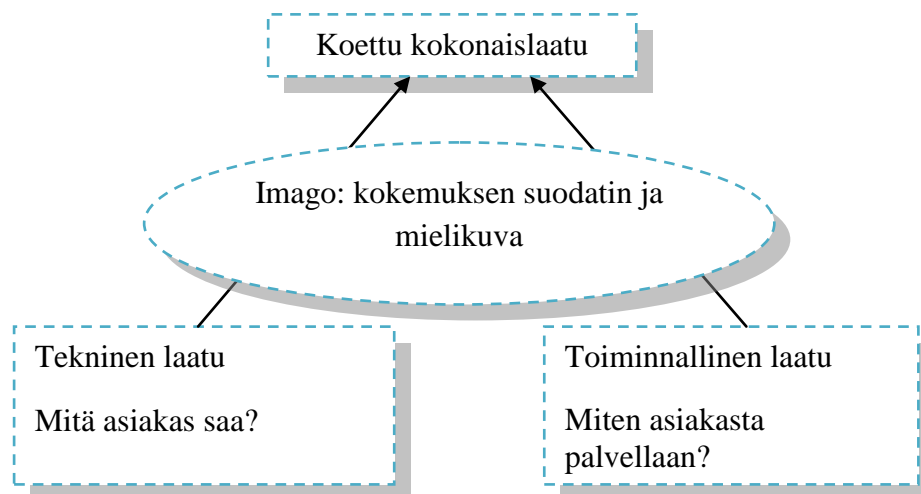 Koettu kokonaislaatu
Imago: kokemuksen suodatin ja
mielikuva
Tekninen laatu
Mitä asiakas saa?
Toiminnallinen laatu
Miten asiakasta
palvellaan?